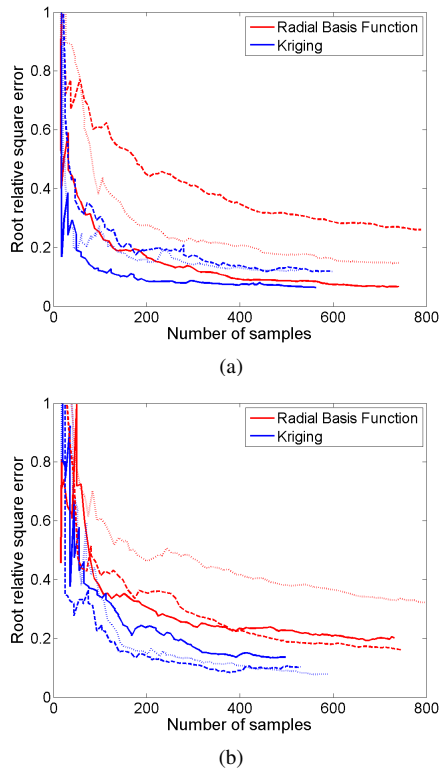 1
0.8
0.6
0.4
0.2
0
Root relative square error
Radial Basis Function
Kriging
0 200 400 600 800
Number of samples
(a)
1
0.8
0.6
0.4
0.2
0
Root relative square error
Radial Basis Function
Kriging
0 200 400 600 800
Number of samples
(b)